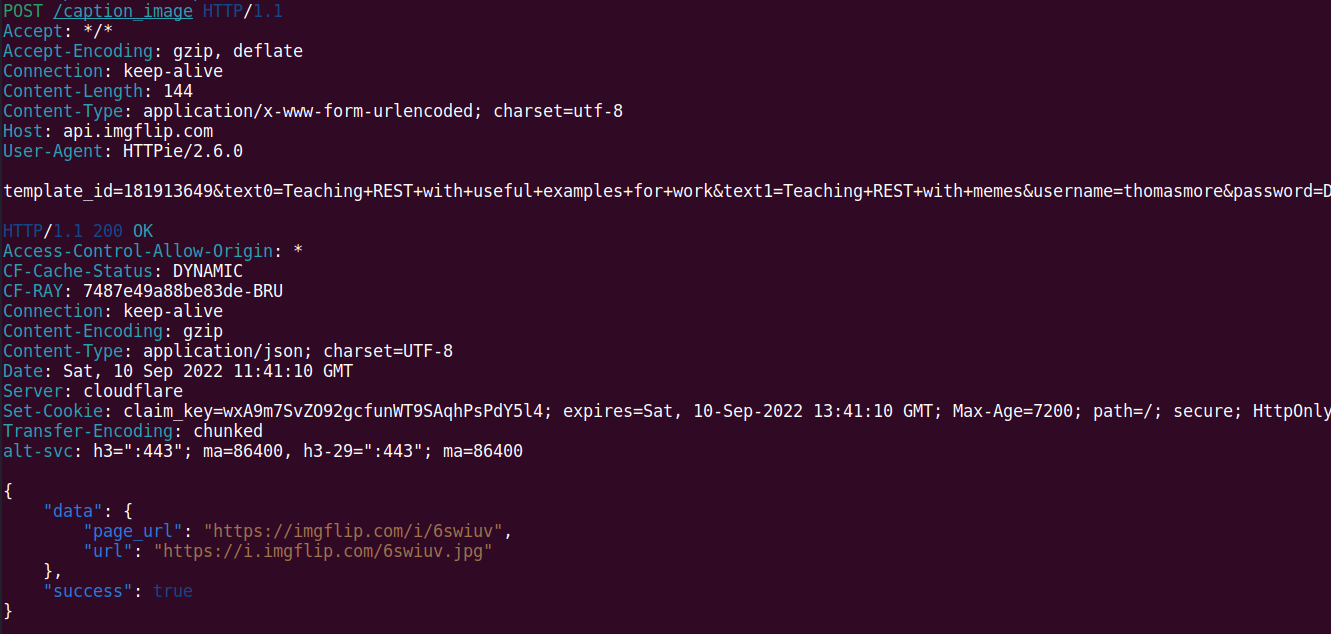 POST /caption_image HTTP/1.1
Accept: */*
Accept-Encoding: gzip, deflate
Connection: keep-alive
Content-Length: 144
Content-Type: application/x-www-form-urlencoded; charset=utf-8
Host: api.imgflip.com
User-Agent: HTTPie/2.6.0
template_id=181913649&text0=Teaching+REST+with+useful+examples+for+work&text1=Teaching+REST+with+memes&username=thomasmore&password=D
HTTP/1.1 200 OK
Access-Control-Allow-Origin: *
CF-Cache-Status: DYNAMIC
CF-RAY: 7487e49a88be83de-BRU
Connection: keep-alive
Content-Encoding: gzip
Content-Type: application/json; charset=UTF-8
Date: Sat, 10 Sep 2022 11:41:10 GMT
Server: cloudflare
Set-Cookie: claim_key=wxA9m7SvZO92gcfunWT9SAqhPsPdY5l4; expires=Sat, 10-Sep-2022 13:41:10 GMT; Max-Age=7200; path=/; secure; HttpOnly
Transfer-Encoding: chunked
alt-svc: h3=":443"; ma=86400, h3-29=":443"; ma=86400
{
    "data": {
        "page_url": "https://imgflip.com/i/6swiuv",
        "url": "https://i.imgflip.com/6swiuv.jpg"
    },
    "success": true
}